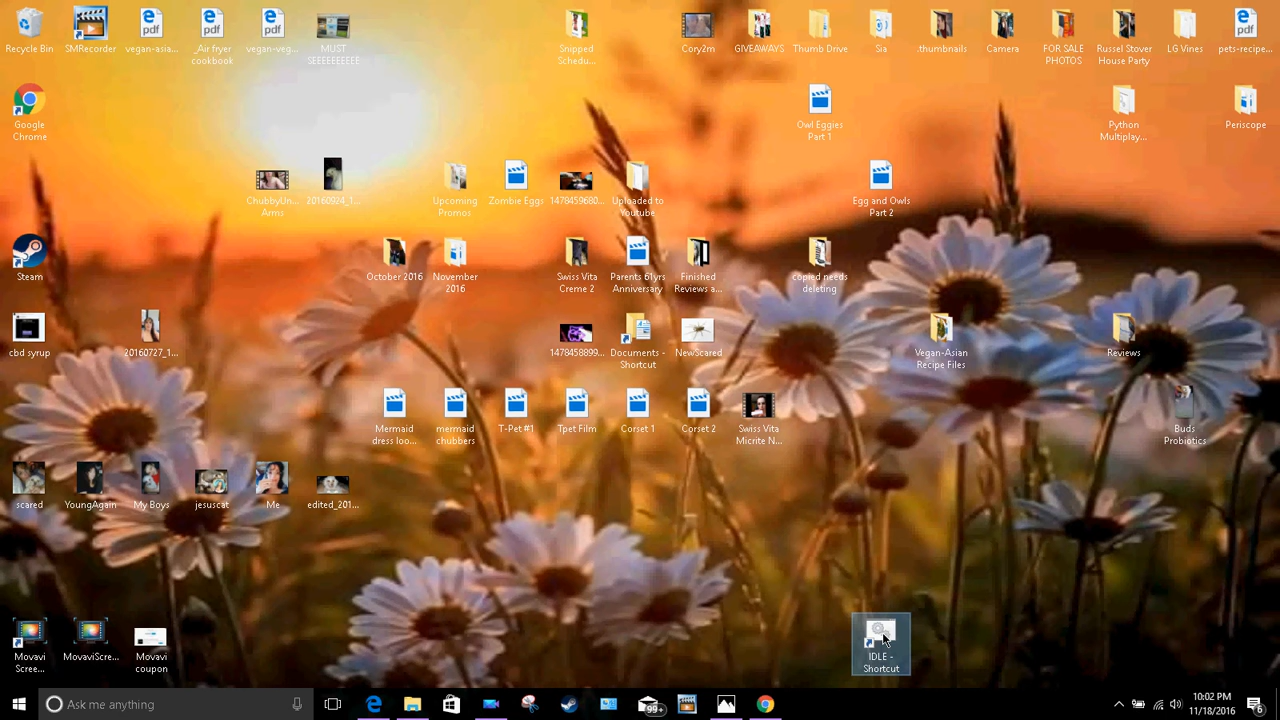 Recycle Bin
SMRecorder
vegan-asia...
_Air fryer
cookbook
vegan-veg...
MUST
SEEEEEEEEEE
Snipped
Schedu...
Cory2m
GIVEAWAYS
Thumb Drive
Sia
.thumbnails
Camera
FOR SALE
PHOTOS
Russel Stover
House Party
LG Vines
pets-recipe...
Google
Chrome
Owl Eggies
Part 1
Python
Multiplay...
Periscope
ChubbyUn...
Arms
20160924_1...
Upcoming
Promos
Zombie Eggs
1478459680...
Uploaded to
Youtube
Egg and Owls
Part 2
Steam
October 2016
November
2016
Swiss Vita
Creme 2
Parents 61yrs
Anniversary
Finished
Reviews a...
copied needs
deleting
cbd syrup
20160727_1...
1478458899...
Documents -
Shortcut
NewScared
Vegan-Asian
Recipe Files
Reviews
Mermaid
dress loo...
mermaid
chubbers
T-Pet #1
Tpet Film
Corset 1
Corset 2
Swiss Vita
Micrite N...
Buds
Probiotics
scared
YoungAgain
My Boys
jesuscat
Me
edited_201...
Movavi
Scree...
MovaviScre...
Movavi
coupon
IDLE -
Shortcut
Ask me anything
99+
10:02 PM
11/18/2016
6